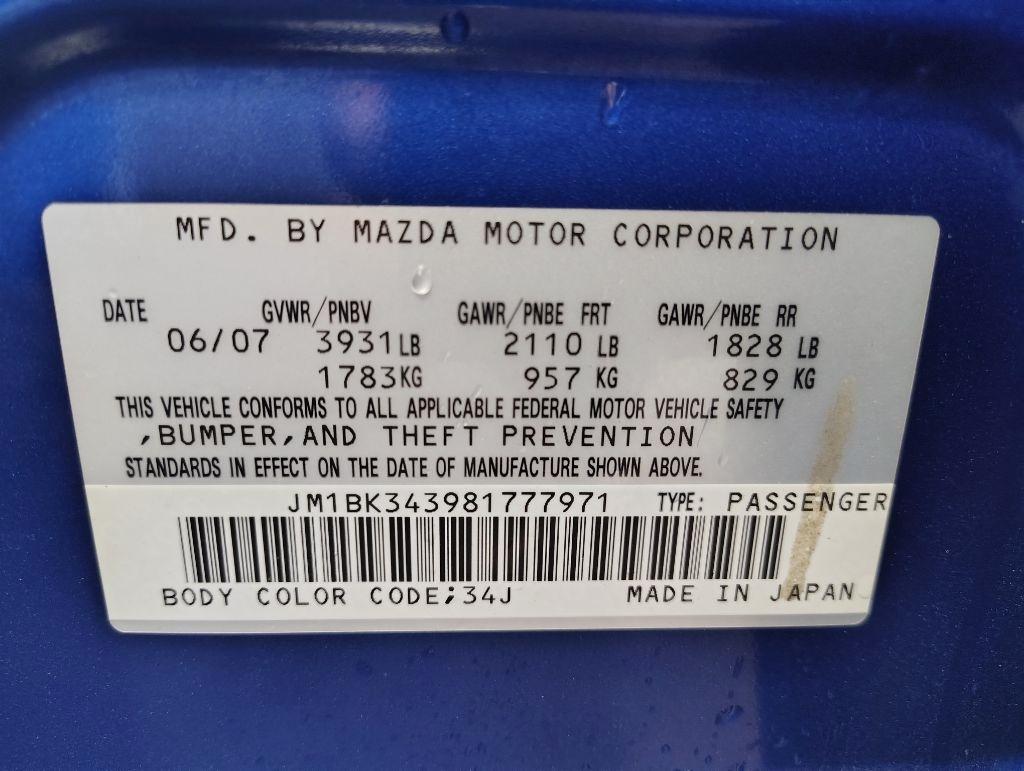 MFD. BY MAZDA MOTOR CORPORATION
DATE GVWR/PNBV GAWR/PNBE FRT GAWR/PNBE RR
06/07 3931LB 2110 LB 1828 LB
1783KG 957 KG 829 KG
THIS VEHICLE CONFORMS TO ALL APPLICABLE FEDERAL MOTOR VEHICLE SAFETY
,BUMPER,AND THEFT PREVENTION
STANDARDS IN EFFECT ON THE DATE OF MANUFACTURE SHOWN ABOVE.
JM1BK343981777971 TYPE: PASSENGER
BODY COLOR CODE;34J MADE IN JAPAN